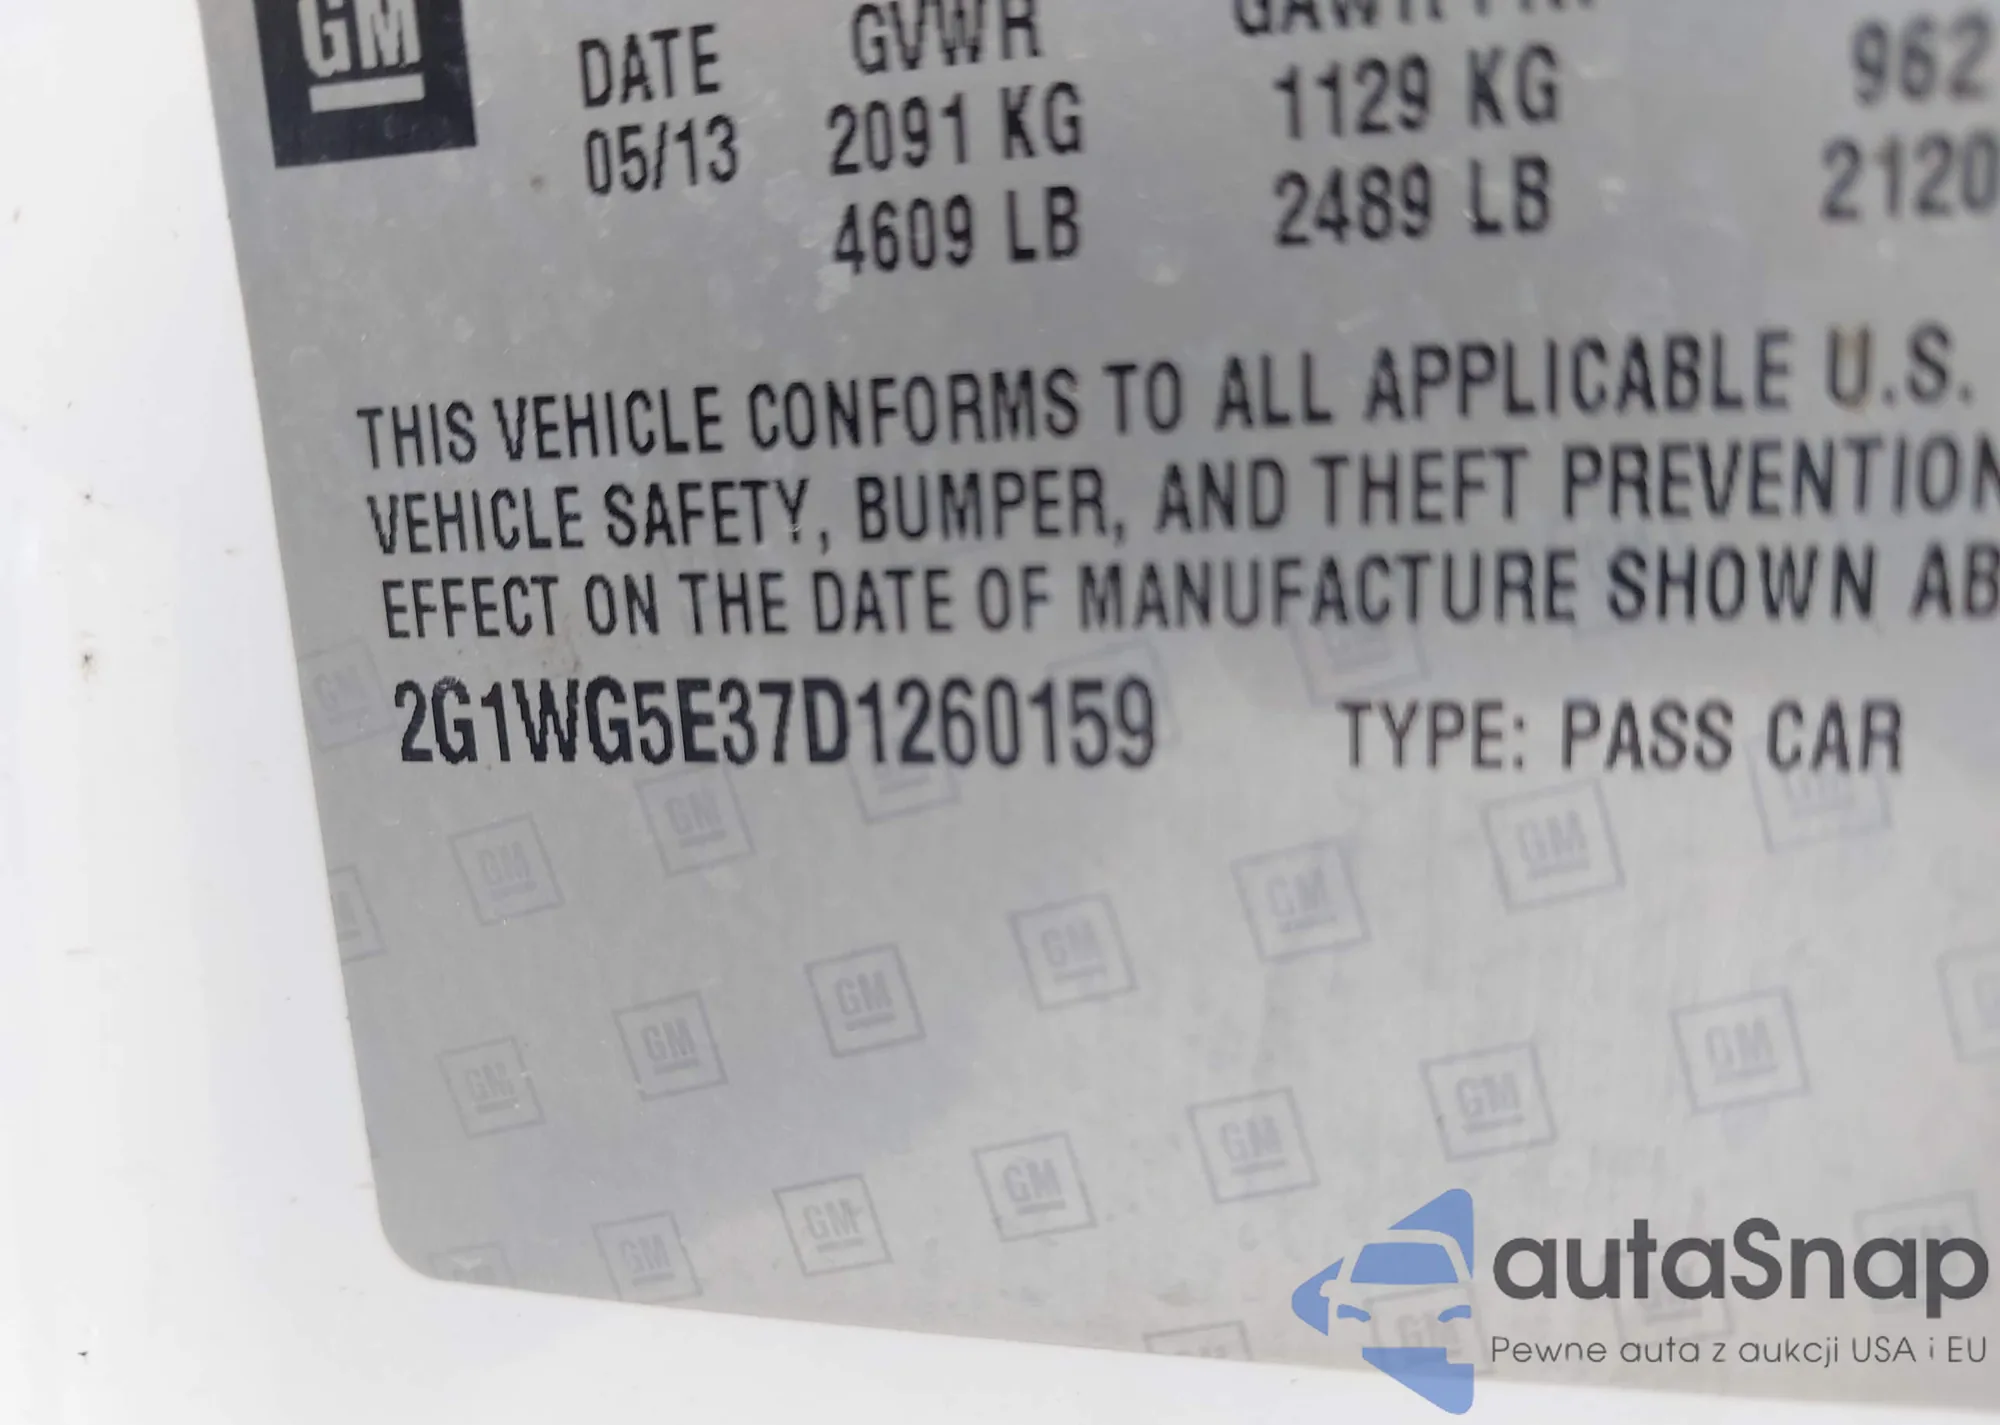 GM
DATE GVWR GAWR FRT
05/13 2091 KG 1129 KG 962
4609 LB 2489 LB 2120
THIS VEHICLE CONFORMS TO ALL APPLICABLE U.S.
VEHICLE SAFETY, BUMPER, AND THEFT PREVENTION
EFFECT ON THE DATE OF MANUFACTURE SHOWN AB
2G1WG5E37D1260159 TYPE: PASS CAR
autaSnap
Pewne auta z aukcji USA i EU